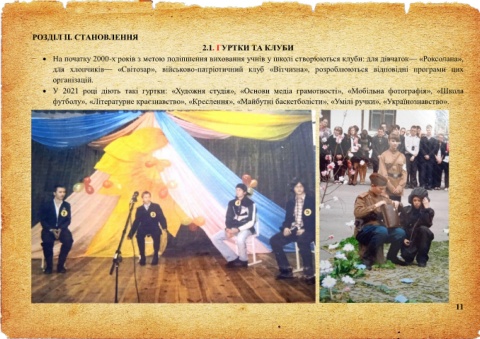 РОЗДІЛ ІІ. СТАНОВЛЕННЯ
2.1. ГУРТКИ ТА КЛУБИ
• На початку 2000-х років з метою поліпшення виховання учнів у школі створюються клуби: для дівчаток— «Роксолана»,
для хлопчиків— «Світозар», військово-патріотичний клуб «Вітчизна», розроблюються відповідні програми цих
організацій.
• У 2021 році діють такі гуртки: «Художня студія», «Основи медіа грамотності», «Мобільна фотографія», «Школа
футболу», «Літературне краєзнавство», «Креслення», «Майбутні баскетболісти», «Умілі ручки», «Українознавство».
11